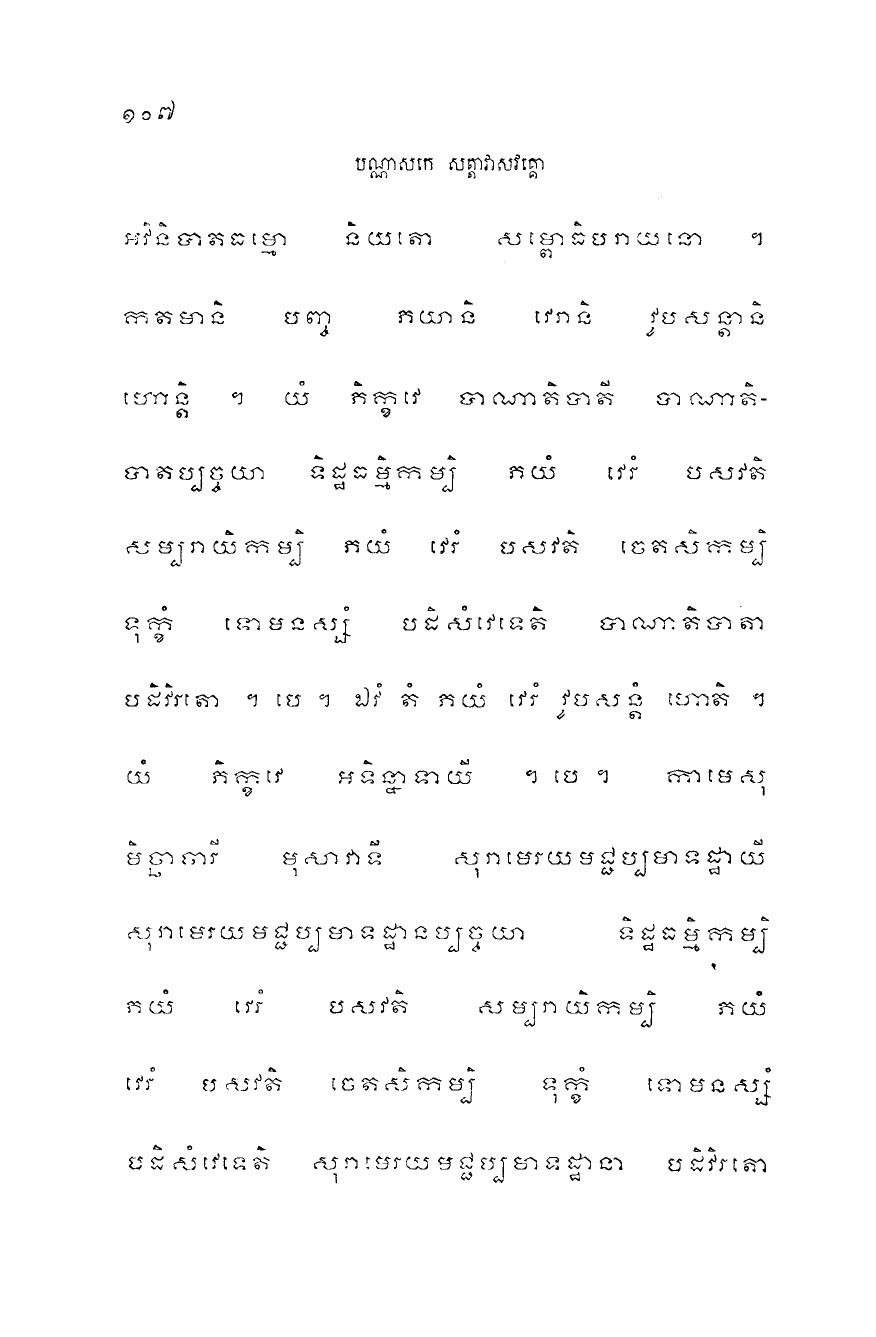 ១០៧
បណ្ណាសកេ សត្តាវាសវគ្គោ
អវិនិបាតធម្មោ និយតោ សម្ពោធិបរាយនោ ។
កតមានិ បញ្ច ភយានិ វេរានិ វូបសន្តានិ
ហោន្តិ ។ យំ ភិក្ខវេ បាណាតិបាតី បាណាតិ-
បាតប្បច្ចយា ទិដ្ឋធម្មិកម្បិ ភយំ វេរំ បសវតិ
សម្បរាយិកម្បិ ភយំ វេរំ បសវតិ ចេតសិកម្បិ
ទុក្ខំ ទោមនស្សំ បដិសំវេទេតិ បាណាតិបាតា
បដិវិរតោ ។ បេ ។ ឯវំ តំ ភយំ វេរំ វូបសន្តំ ហោតិ ។
យំ ភិក្ខវេ អទិន្នាទាយី ។ បេ ។ កាមេសុ
មិច្ឆាចារី មុសាវាទី សុរាមេរយមជ្ជប្បមាទដ្ឋាយី
សុរាមេរយមជ្ជប្បមាទដ្ឋានប្បច្ចយា ទិដ្ឋធម្មិកម្បិ
ភយំ វេរំ បសវតិ សម្បរាយិកម្បិ ភយំ
វេរំ បសវតិ ចេតសិកម្បិ ទុក្ខំ ទោមនស្សំ
បដិសំវេទេតិ សុរាមេរយមជ្ជប្បមាទដ្ឋានា បដិវិរតោ